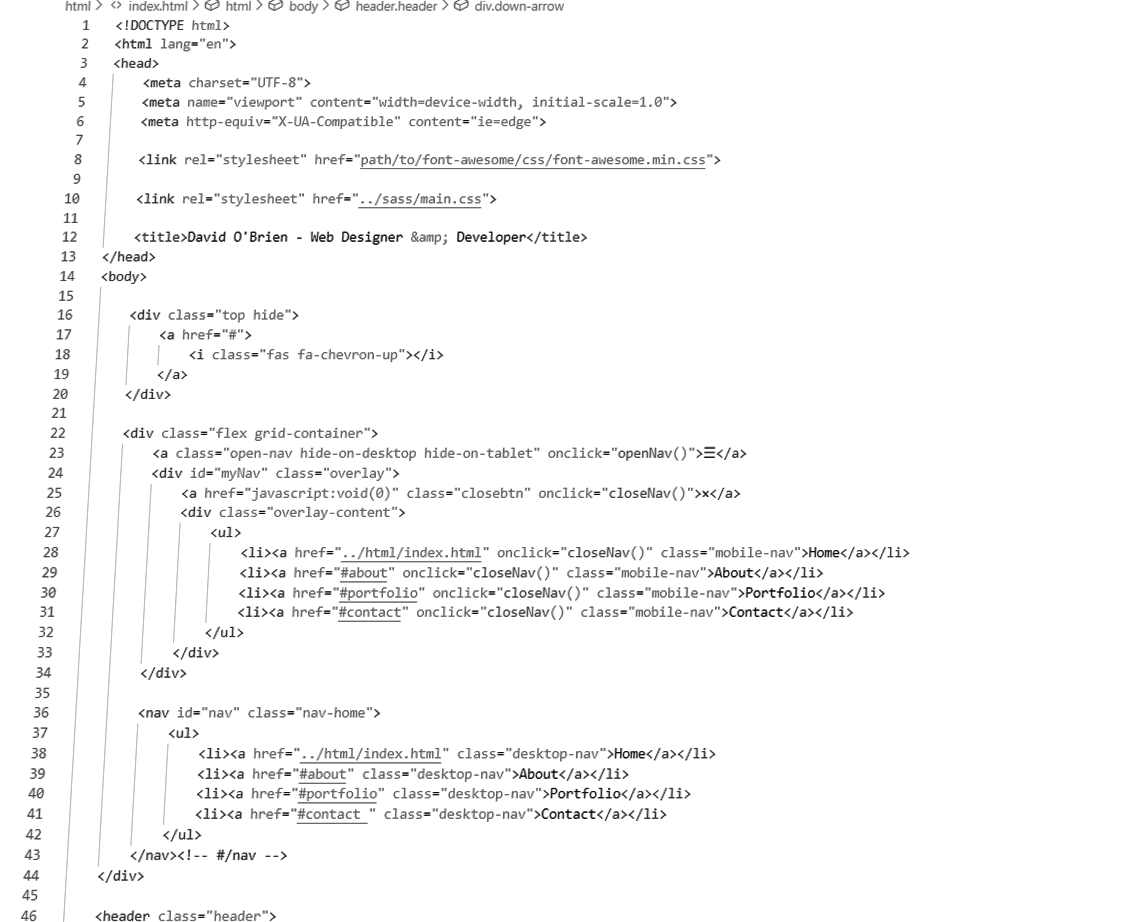 html > <> index.html > html > body > header.header > div.down-arrow
1 <!DOCTYPE html>
2 <html lang="en">
3 <head>
4 <meta charset="UTF-8">
5 <meta name="viewport" content="width=device-width, initial-scale=1.0">
6 <meta http-equiv="X-UA-Compatible" content="ie=edge">
7
8 <link rel="stylesheet" href="path/to/font-awesome/css/font-awesome.min.css">
9
10 <link rel="stylesheet" href="../sass/main.css">
11
12 <title>David O'Brien - Web Designer &amp; Developer</title>
13 </head>
14 <body>
15
16 <div class="top hide">
17 <a href="#">
18 <i class="fas fa-chevron-up"></i>
19 </a>
20 </div>
21
22 <div class="flex grid-container">
23 <a class="open-nav hide-on-desktop hide-on-tablet" onclick="openNav()">☰</a>
24 <div id="myNav" class="overlay">
25 <a href="javascript:void(0)" class="closebtn" onclick="closeNav()">×</a>
26 <div class="overlay-content">
27 <ul>
28 <li><a href="../html/index.html" onclick="closeNav()" class="mobile-nav">Home</a></li>
29 <li><a href="#about" onclick="closeNav()" class="mobile-nav">About</a></li>
30 <li><a href="#portfolio" onclick="closeNav()" class="mobile-nav">Portfolio</a></li>
31 <li><a href="#contact" onclick="closeNav()" class="mobile-nav">Contact</a></li>
32 </ul>
33 </div>
34 </div>
35
36 <nav id="nav" class="nav-home">
37 <ul>
38 <li><a href="../html/index.html" class="desktop-nav">Home</a></li>
39 <li><a href="#about" class="desktop-nav">About</a></li>
40 <li><a href="#portfolio" class="desktop-nav">Portfolio</a></li>
41 <li><a href="#contact " class="desktop-nav">Contact</a></li>
42 </ul>
43 </nav><!-- #/nav -->
44 </div>
45
46 <header class="header">